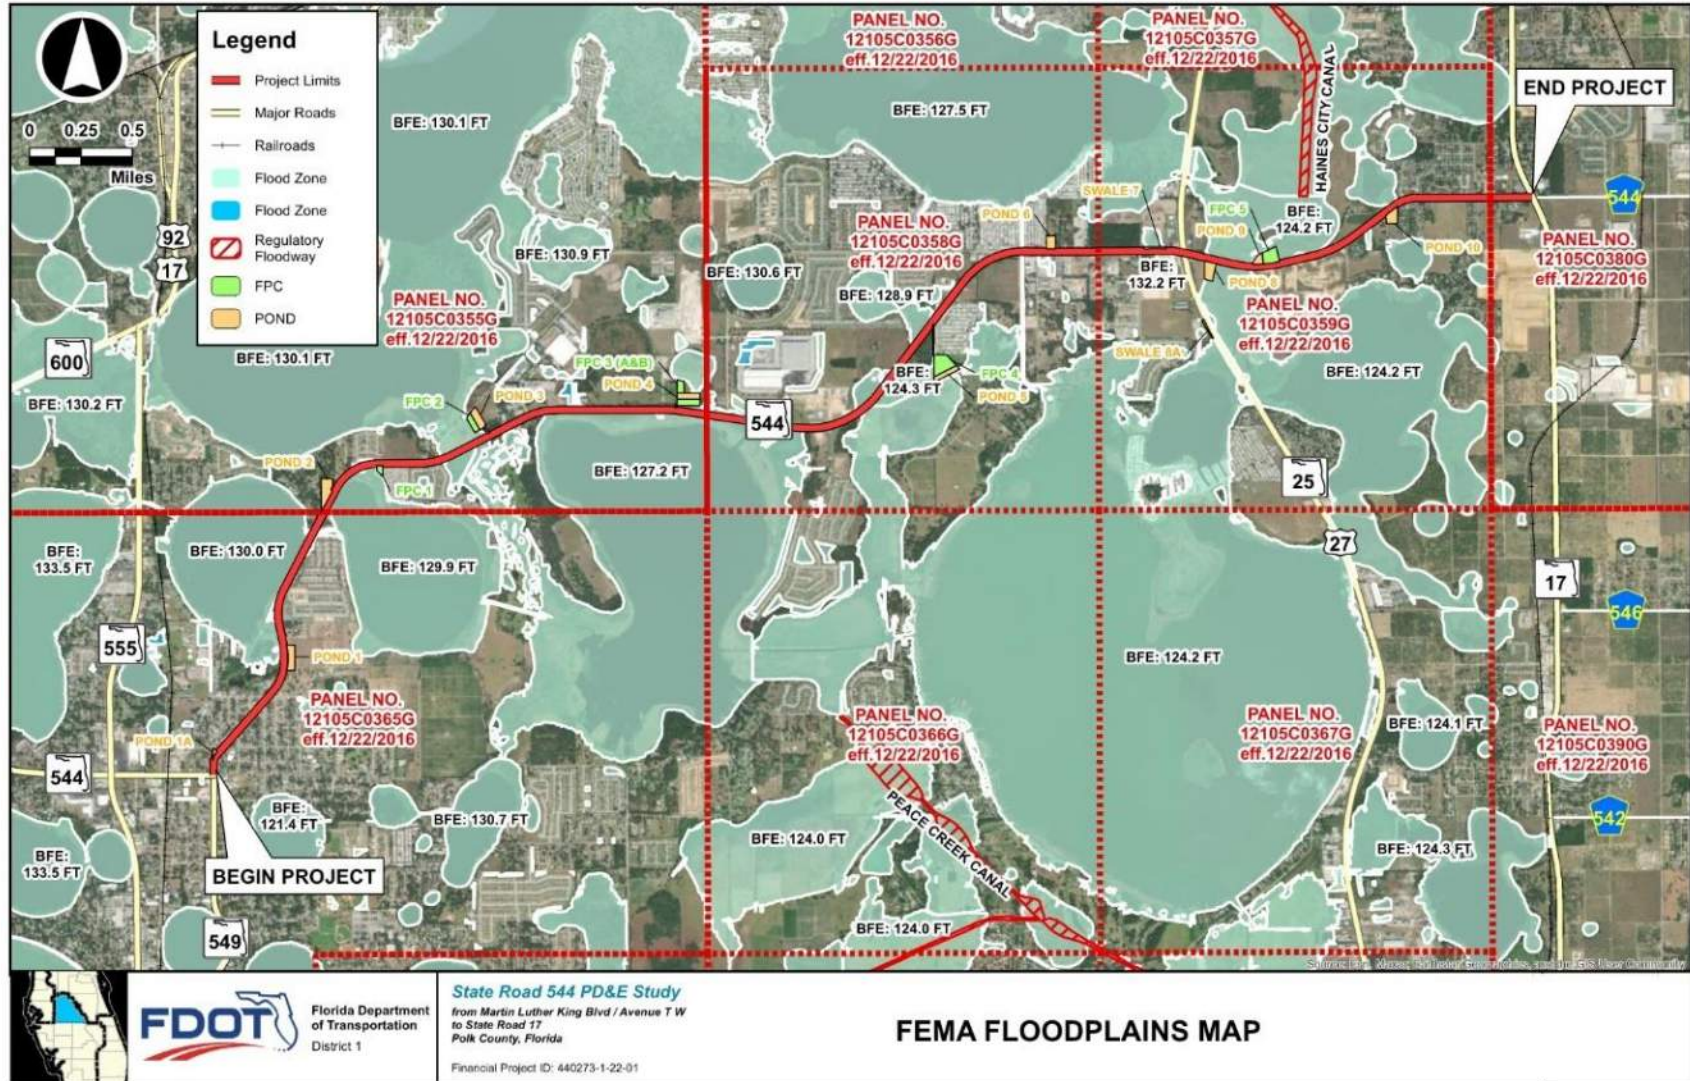 Legend
Project Limits
Major Roads
Railroads
Flood Zone
Flood Zone
Regulatory
Floodway
FPC
POND
0 0.25 0.5
Miles
PANEL NO.
12105C0356G
eff.12/22/2016
PANEL NO.
12105C0357G
eff.12/22/2016
HAINES CITY CANAL
END PROJECT
BFE: 130.1 FT
BFE: 127.5 FT
92
17
SWALE 7
544
PANEL NO.
12105C0358G
eff.12/22/2016
POND 6
FPC 5
POND 9
BFE:
124.2 FT
POND 10
PANEL NO.
12105C0380G
eff.12/22/2016
BFE: 130.9 FT
BFE: 130.6 FT
BFE: 128.9 FT
BFE:
132.2 FT
POND 8
PANEL NO.
12105C0355G
eff.12/22/2016
PANEL NO.
12105C0359G
eff.12/22/2016
600
BFE: 130.1 FT
FPC 3 (A&B)
POND 4
SWALE 8A
BFE: 130.2 FT
FPC 2
POND 3
BFE:
124.3 FT
FPC 4
POND 5
BFE: 124.2 FT
544
POND 2
FPC 1
BFE: 127.2 FT
25
BFE:
133.5 FT
BFE: 130.0 FT
BFE: 129.9 FT
27
17
546
555
POND 1
BFE: 124.2 FT
PANEL NO.
12105C0365G
eff.12/22/2016
PANEL NO.
12105C0366G
eff.12/22/2016
PANEL NO.
12105C0367G
eff.12/22/2016
BFE: 124.1 FT
PANEL NO.
12105C0390G
eff.12/22/2016
POND 1A
544
BFE:
121.4 FT
BFE: 130.7 FT
PEACE CREEK CANAL
BFE: 124.0 FT
BFE: 124.3 FT
542
BFE:
133.5 FT
BEGIN PROJECT
549
BFE: 124.0 FT
FDOT
Florida Department
of Transportation
District 1
State Road 544 PD&E Study
from Martin Luther King Blvd / Avenue T W
to State Road 17
Polk County, Florida
Financial Project ID: 440273-1-22-01
FEMA FLOODPLAINS MAP